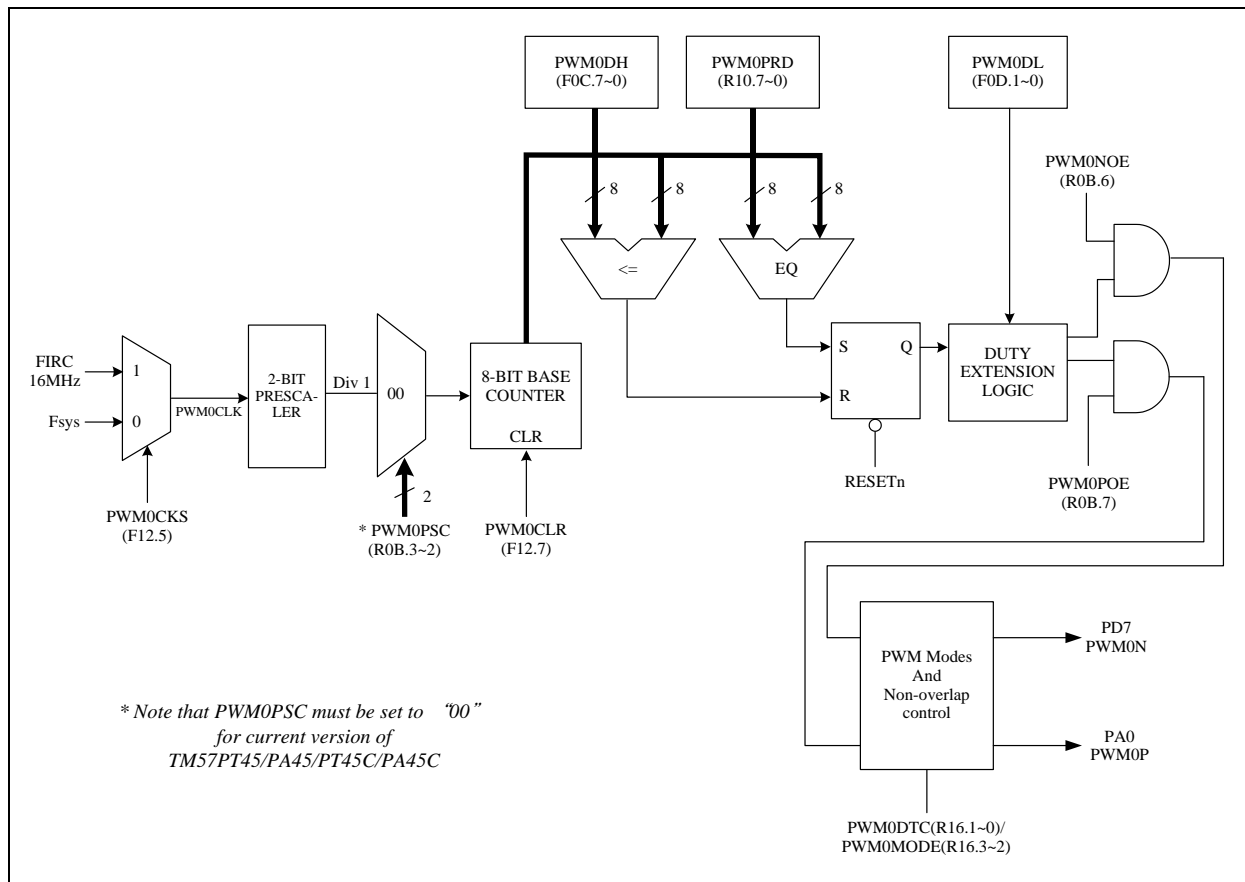 PWM0DH
(F0C.7~0)
PWM0PRD
(R10.7~0)
PWM0DL
(F0D.1~0)
PWM0NOE
(R0B.6)
8
8
8
8
<=
EQ
FIRC
16MHz
Fsys
1
0
PWM0CLK
2-BIT
PRESCA-
LER
Div 1
00
8-BIT BASE
COUNTER
CLR
S
Q
R
DUTY
EXTENSION
LOGIC
RESETn
PWM0POE
(R0B.7)
PWM0CKS
(F12.5)
2
* PWM0PSC
(R0B.3~2)
PWM0CLR
(F12.7)
PWM Modes
And
Non-overlap
control
PD7
PWM0N
PA0
PWM0P
* Note that PWM0PSC must be set to “00”
for current version of
TM57PT45/PA45/PT45C/PA45C
PWM0DTC(R16.1~0)/
PWM0MODE(R16.3~2)